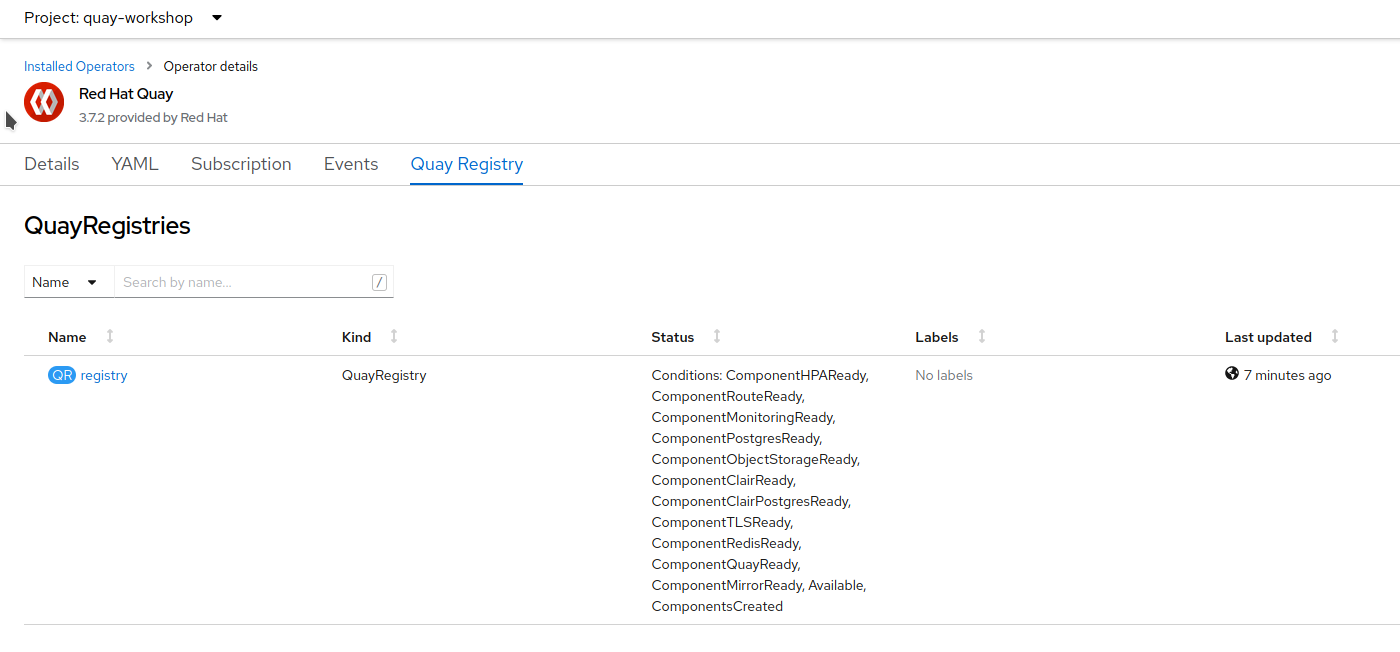 Project: quay-workshop
Installed Operators > Operator details
Red Hat Quay
3.7.2 provided by Red Hat
Details YAML Subscription Events Quay Registry
QuayRegistries
Name Search by name... /
Name Kind Status Labels Last updated
QR registry QuayRegistry Conditions: ComponentHPAReady, No labels 7 minutes ago
ComponentRouteReady,
ComponentMonitoringReady,
ComponentPostgresReady,
ComponentObjectStorageReady,
ComponentClairReady,
ComponentClairPostgresReady,
ComponentTLSReady,
ComponentRedisReady,
ComponentQuayReady,
ComponentMirrorReady, Available,
ComponentsCreated